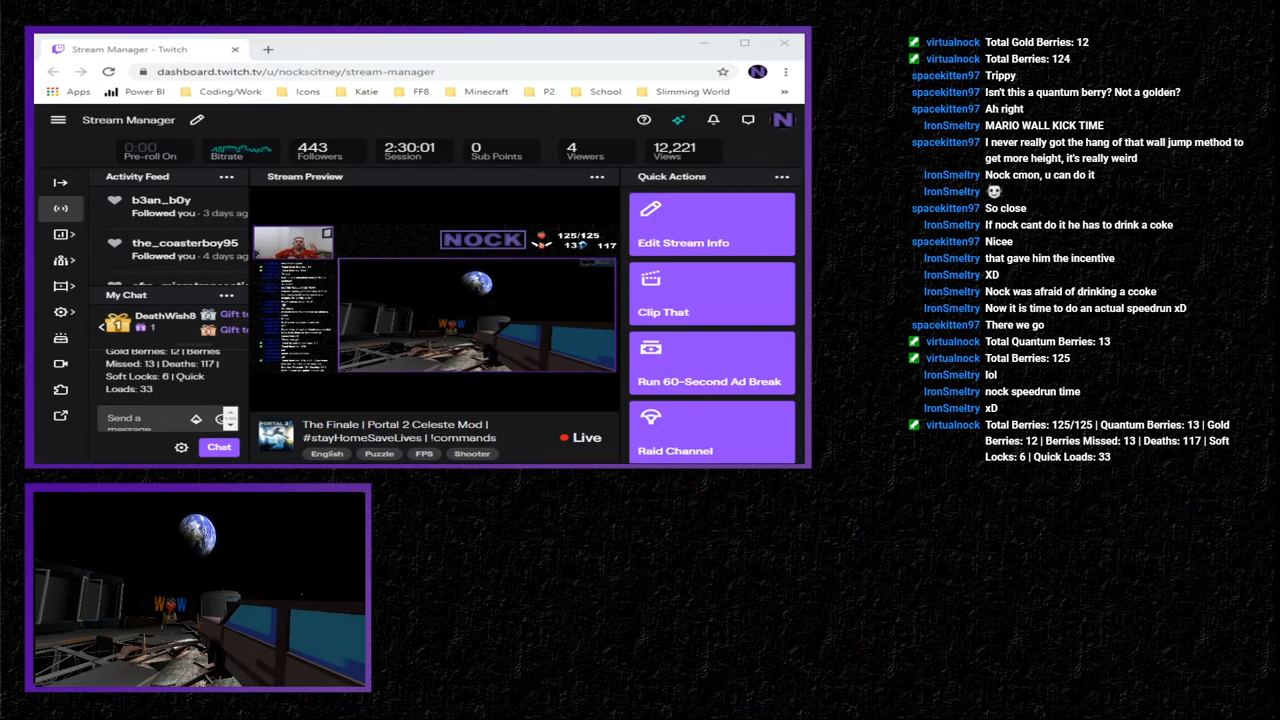 Stream Manager - Twitch
dashboard.twitch.tv/u/nockscitney/stream-manager
Apps
Power BI
Coding/Work
Icons
Katie
FF8
Minecraft
P2
School
Slimming World
»
Stream Manager
0:00
Pre-roll On
Bitrate
443
Followers
2:30:01
Session
0
Sub Points
4
Viewers
12,221
Views
Activity Feed
b3an_b0y
Followed you · 3 days ag
the_coasterboy95
Followed you · 4 days ag
My Chat
DeathWish8
1
Gift t
Gift t
Gold Berries: 12 | Berries
Missed: 13 | Deaths: 117 |
Soft Locks: 6 | Quick
Loads: 33
Send a
message
Chat
Stream Preview
NOCK
125/125
13
117
WOW
The Finale | Portal 2 Celeste Mod |
#stayHomeSaveLives | !commands
Live
English
Puzzle
FPS
Shooter
Quick Actions
Edit Stream Info
Clip That
Run 60-Second Ad Break
Raid Channel
WOW
virtualnock Total Gold Berries: 12
virtualnock Total Berries: 124
spacekitten97 Trippy
spacekitten97 Isn't this a quantum berry? Not a golden?
spacekitten97 Ah right
IronSmeltry MARIO WALL KICK TIME
spacekitten97 I never really got the hang of that wall jump method to
get more height, it's really weird
IronSmeltry Nock cmon, u can do it
IronSmeltry
spacekitten97 So close
IronSmeltry If nock cant do it he has to drink a coke
spacekitten97 Nicee
IronSmeltry that gave him the incentive
IronSmeltry XD
IronSmeltry Nock was afraid of drinking a ccoke
IronSmeltry Now it is time to do an actual speedrun xD
spacekitten97 There we go
virtualnock Total Quantum Berries: 13
virtualnock Total Berries: 125
IronSmeltry lol
IronSmeltry nock speedrun time
IronSmeltry xD
virtualnock Total Berries: 125/125 | Quantum Berries: 13 | Gold
Berries: 12 | Berries Missed: 13 | Deaths: 117 | Soft
Locks: 6 | Quick Loads: 33